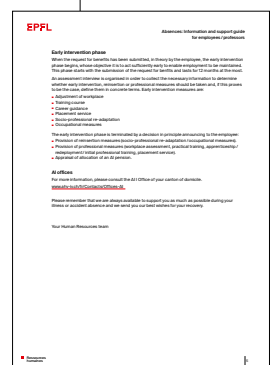 EPFL
Absences: Information and support guide
for employees / professors
Early intervention phase
When the request for benefits has been submitted, in theory by the employee, the early intervention
phase begins, whose objective it is to act sufficiently early to enable employment to be maintained.
This phase starts with the submission of the request for benefits and lasts for 12 months at the most.
An assessment interview is organised in order to collect the necessary information to determine
whether early intervention, reinsertion or professional measures should be taken and, if this proves
to be the case, define them in concrete terms. Early intervention measures are:
Adjustment of workplace
Training course
Career guidance
Placement service
Socio-professional re-adaptation
Occupational measures
The early intervention phase is terminated by a decision in principle announcing to the employee:
Provision of reinsertion measures (socio-professional re-adaptation / occupational measures).
Provision of professional measures (workplace assessment, practical training, apprenticeship /
redeployment / initial professional training, placement service).
Appraisal of allocation of an AI pension.
AI offices
For more information, please consult the AI / Office of your canton of domicile.
Please remember that we are always available to support you as much as possible during your
illness or accident absence and we send you our best wishes for your recovery.
Your Human Resources team
Ressources
Humaines